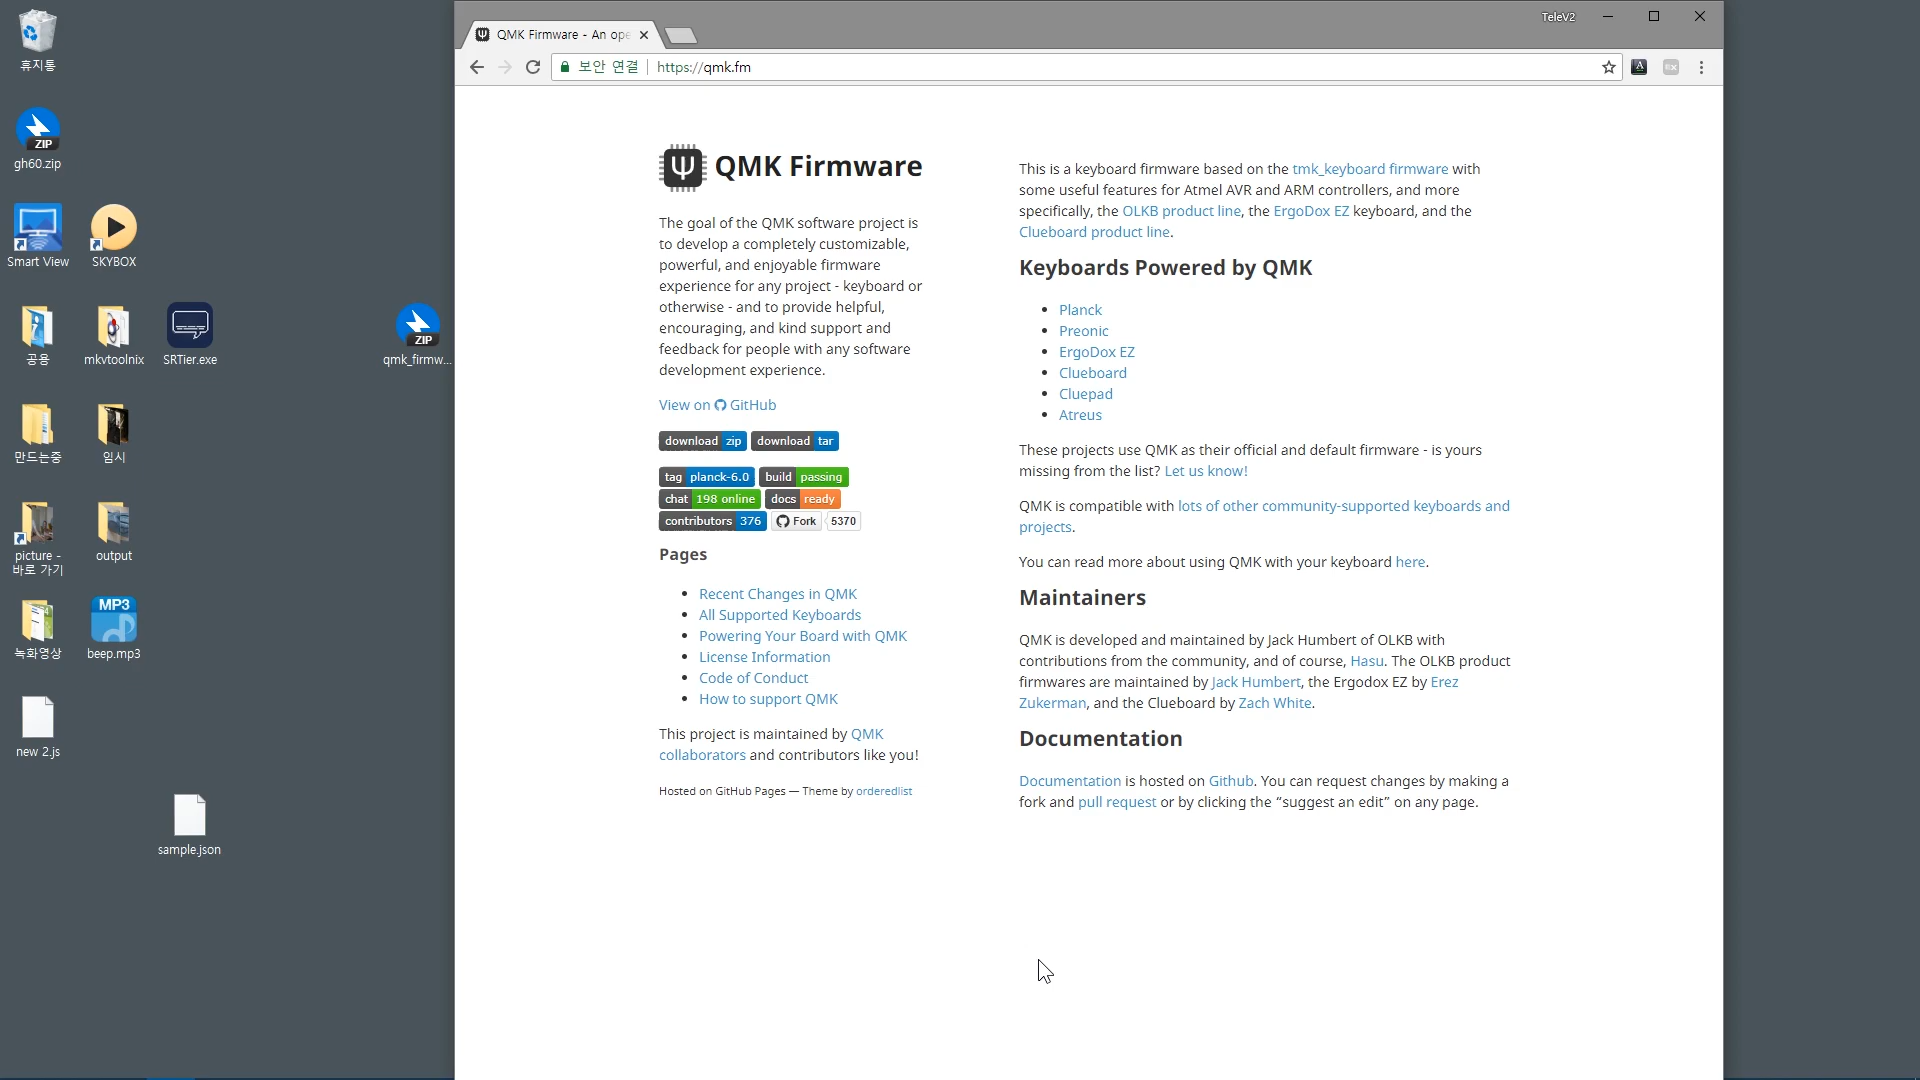 휴지통
ZIP
gh60.zip
Smart View
SKYBOX
공용
mkvtoolnix
SRTier.exe
ZIP
qmk_firmw...
만드는중
임시
picture -
바로 가기
output
녹화영상
MP3
beep.mp3
new 2.js
sample.json
TeleV2
QMK Firmware - An ope
보안 연결
https://qmk.fm
QMK Firmware
The goal of the QMK software project is
to develop a completely customizable,
powerful, and enjoyable firmware
experience for any project - keyboard or
otherwise - and to provide helpful,
encouraging, and kind support and
feedback for people with any software
development experience.
View on GitHub
download zip download tar
tag planck-6.0 build passing
chat 198 online docs ready
contributors 376 Fork 5370
Pages
• Recent Changes in QMK
• All Supported Keyboards
• Powering Your Board with QMK
• License Information
• Code of Conduct
• How to support QMK
This project is maintained by QMK
collaborators and contributors like you!
Hosted on GitHub Pages — Theme by orderedlist
This is a keyboard firmware based on the tmk_keyboard firmware with
some useful features for Atmel AVR and ARM controllers, and more
specifically, the OLKB product line, the ErgoDox EZ keyboard, and the
Clueboard product line.
Keyboards Powered by QMK
• Planck
• Preonic
• ErgoDox EZ
• Clueboard
• Cluepad
• Atreus
These projects use QMK as their official and default firmware - is yours
missing from the list? Let us know!
QMK is compatible with lots of other community-supported keyboards and
projects.
You can read more about using QMK with your keyboard here.
Maintainers
QMK is developed and maintained by Jack Humbert of OLKB with
contributions from the community, and of course, Hasu. The OLKB product
firmwares are maintained by Jack Humbert, the Ergodox EZ by Erez
Zukerman, and the Clueboard by Zach White.
Documentation
Documentation is hosted on Github. You can request changes by making a
fork and pull request or by clicking the “suggest an edit” on any page.